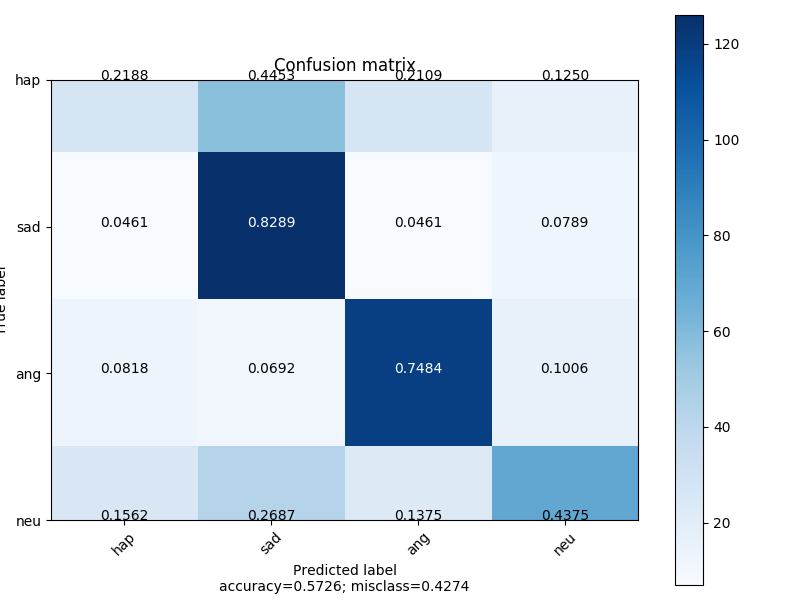 Confusion matrix
hap 0.2188 0.4453 0.2109 0.1250
sad 0.0461 0.8289 0.0461 0.0789
ang 0.0818 0.0692 0.7484 0.1006
neu 0.1562 0.2687 0.1375 0.4375
hap sad ang neu
True label
Predicted label
accuracy=0.5726; misclass=0.4274
120
100
80
60
40
20